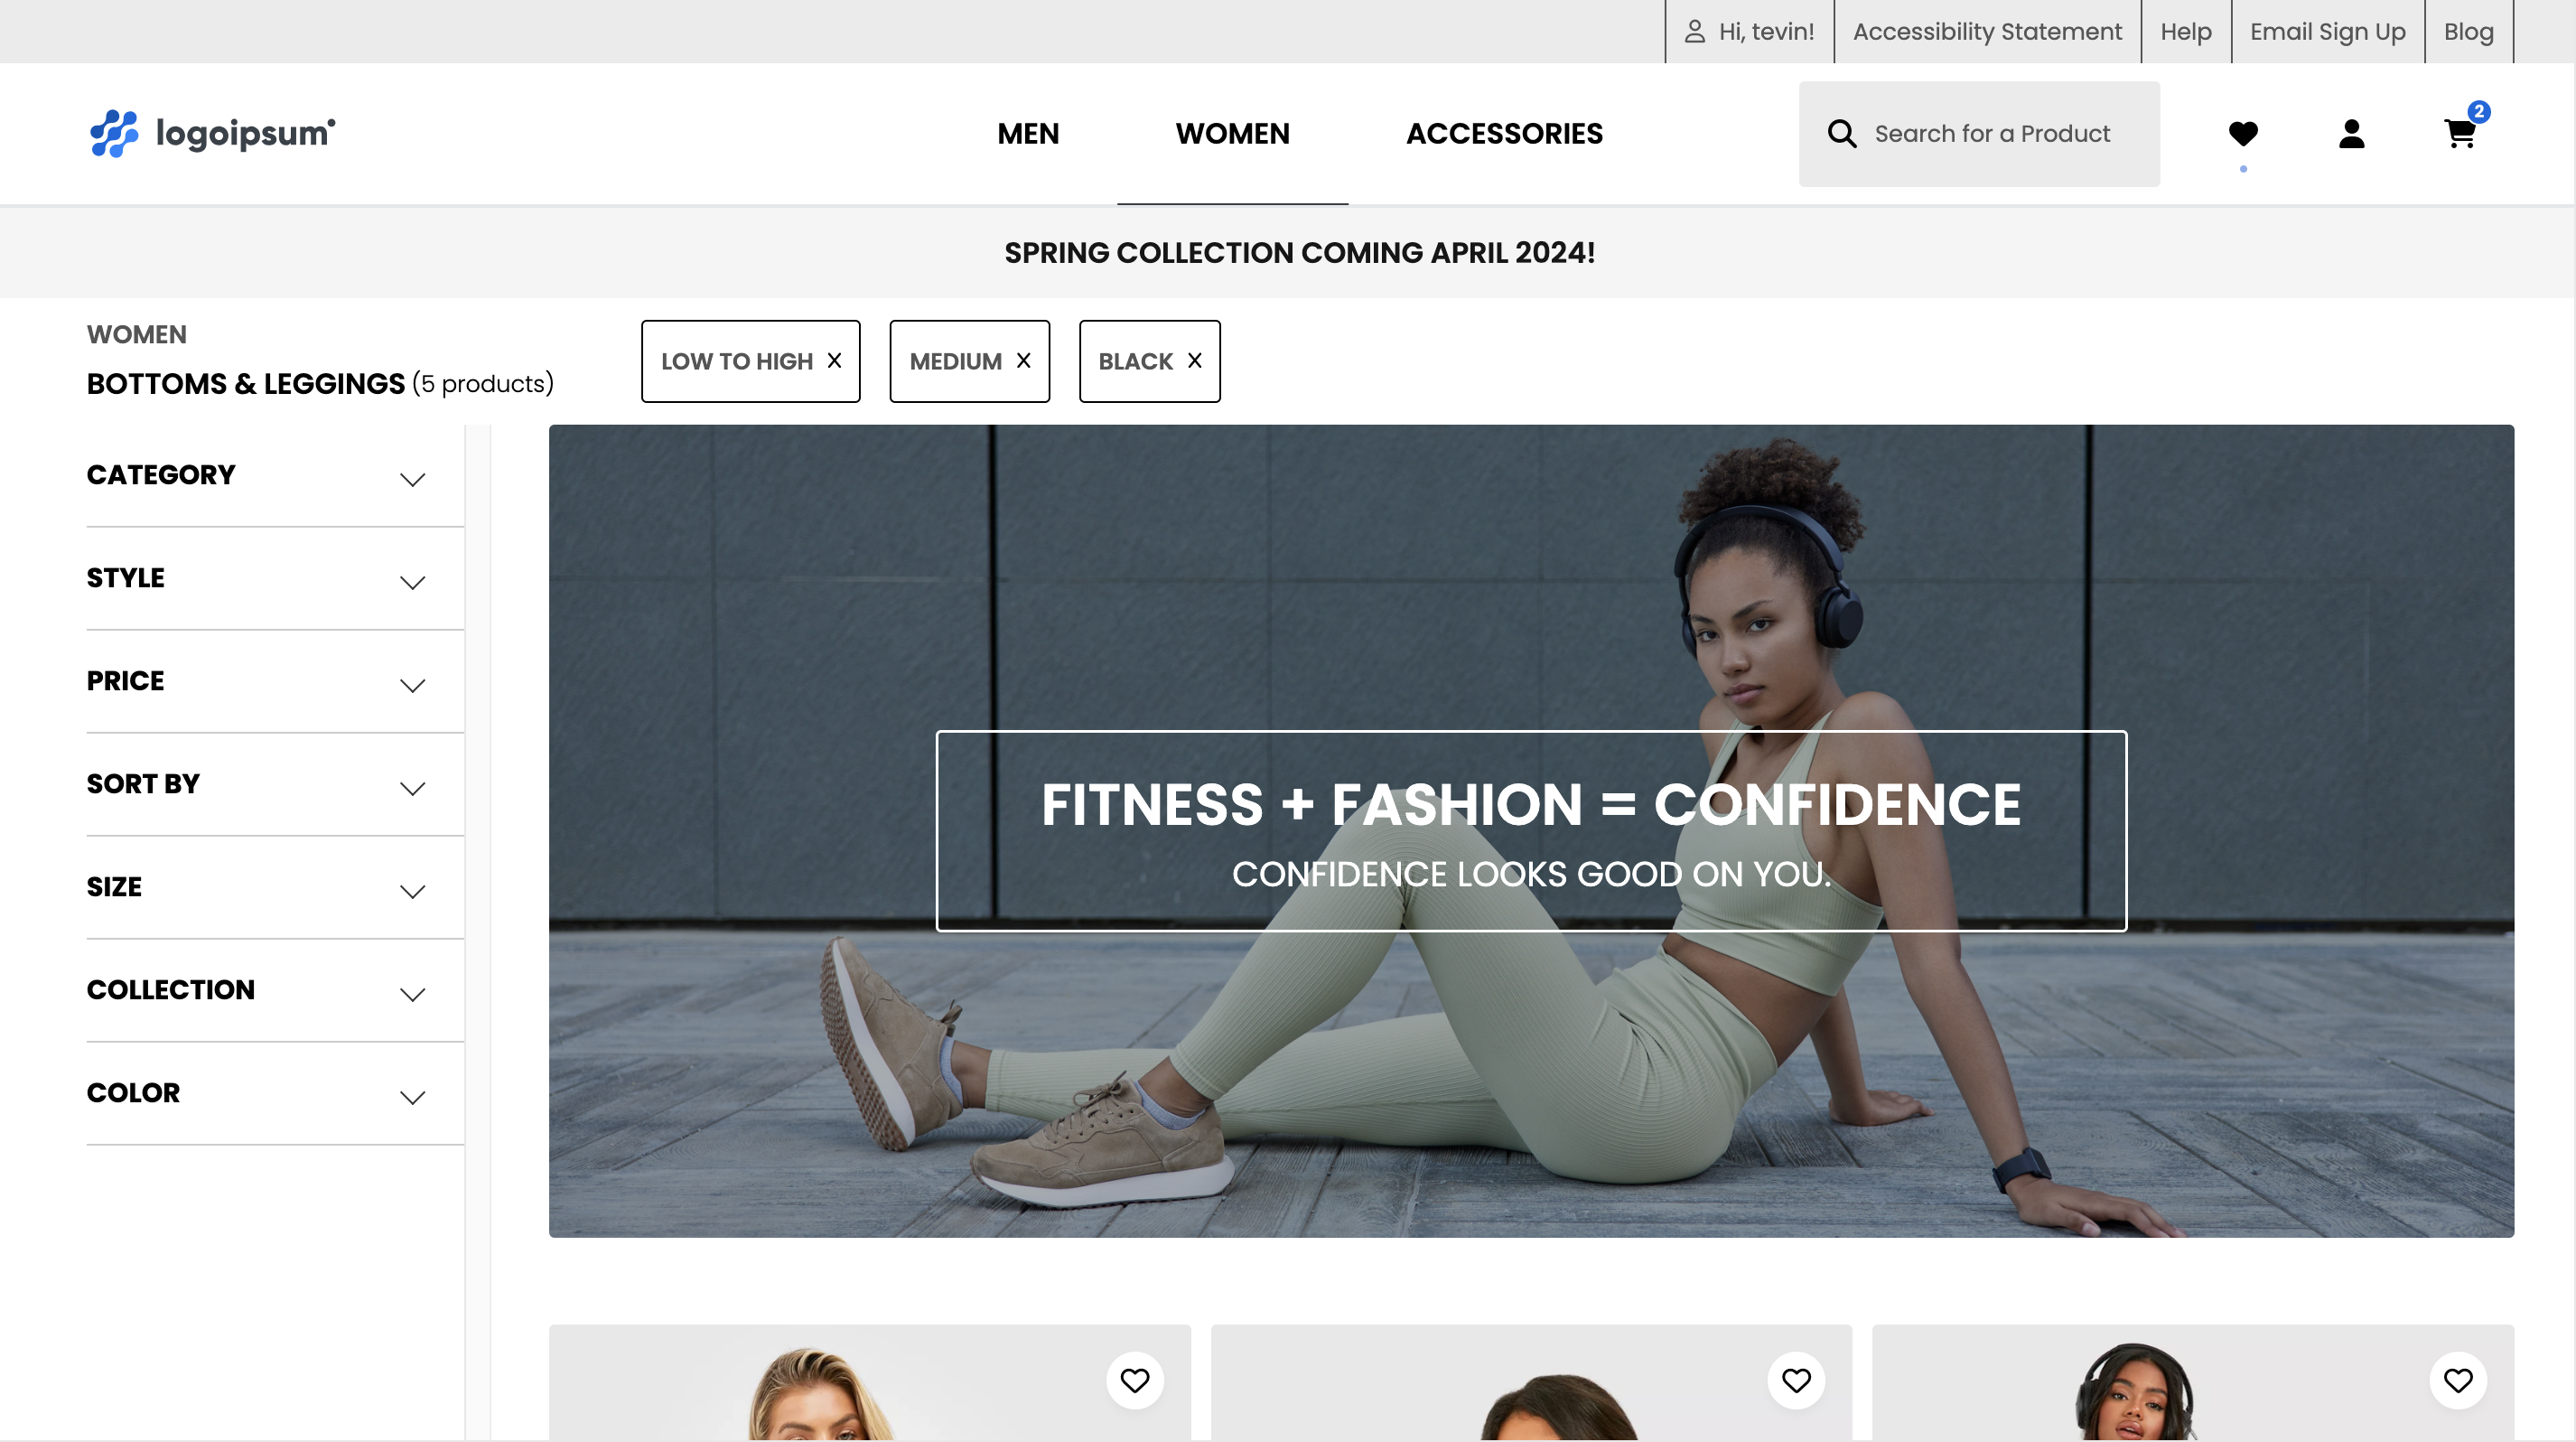 Hi, tevin!
Accessibility Statement
Help
Email Sign Up
Blog
logoipsum
MEN
WOMEN
ACCESSORIES
Search for a Product
2
SPRING COLLECTION COMING APRIL 2024!
WOMEN
BOTTOMS & LEGGINGS (5 products)
LOW TO HIGH X
MEDIUM X
BLACK X
CATEGORY
STYLE
PRICE
SORT BY
SIZE
COLLECTION
COLOR
FITNESS + FASHION = CONFIDENCE
CONFIDENCE LOOKS GOOD ON YOU.